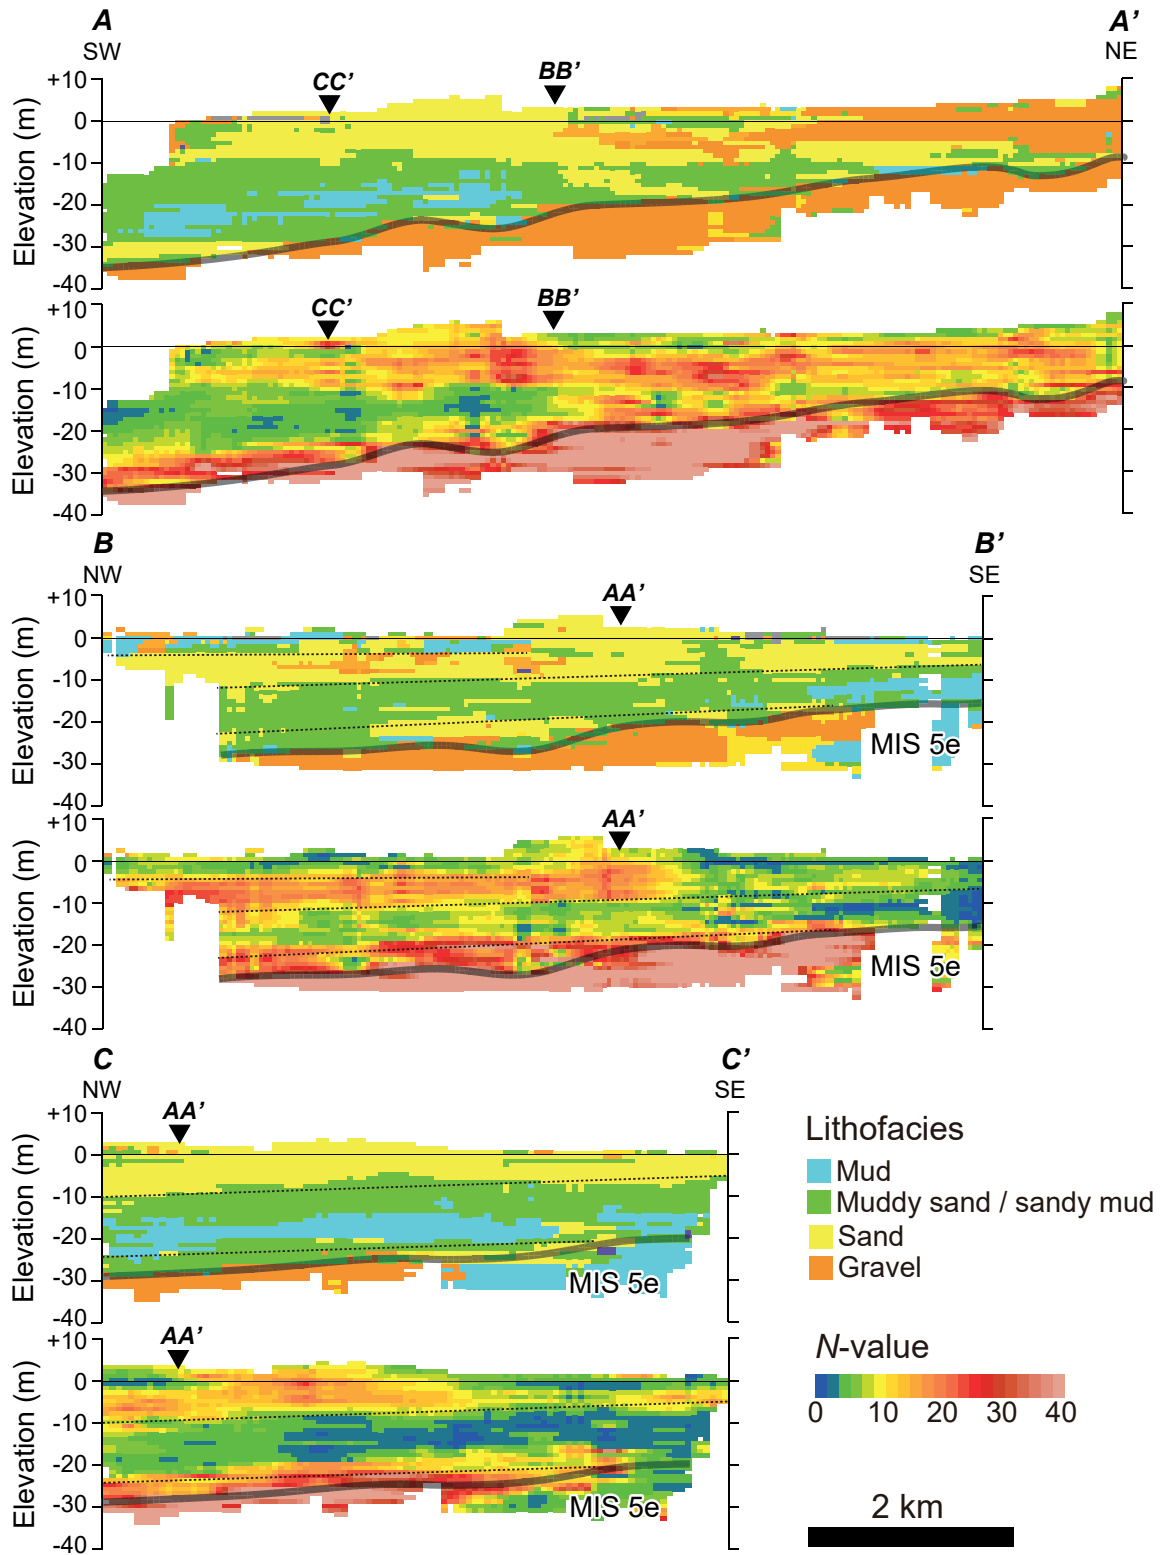 A A’
SW NE
CC’ BB’
+10
0
-10
-20
-30
-40
Elevation (m)
CC’ BB’
+10
0
-10
-20
-30
-40
Elevation (m)
B B’
NW SE
AA’
+10
0
-10
-20
-30
-40
Elevation (m)
MIS 5e
AA’
+10
0
-10
-20
-30
-40
Elevation (m)
MIS 5e
C C’
NW SE
AA’
+10
0
-10
-20
-30
-40
Elevation (m)
MIS 5e
AA’
+10
0
-10
-20
-30
-40
Elevation (m)
MIS 5e
Lithofacies
Mud
Muddy sand / sandy mud
Sand
Gravel
N-value
0 10 20 30 40
2 km